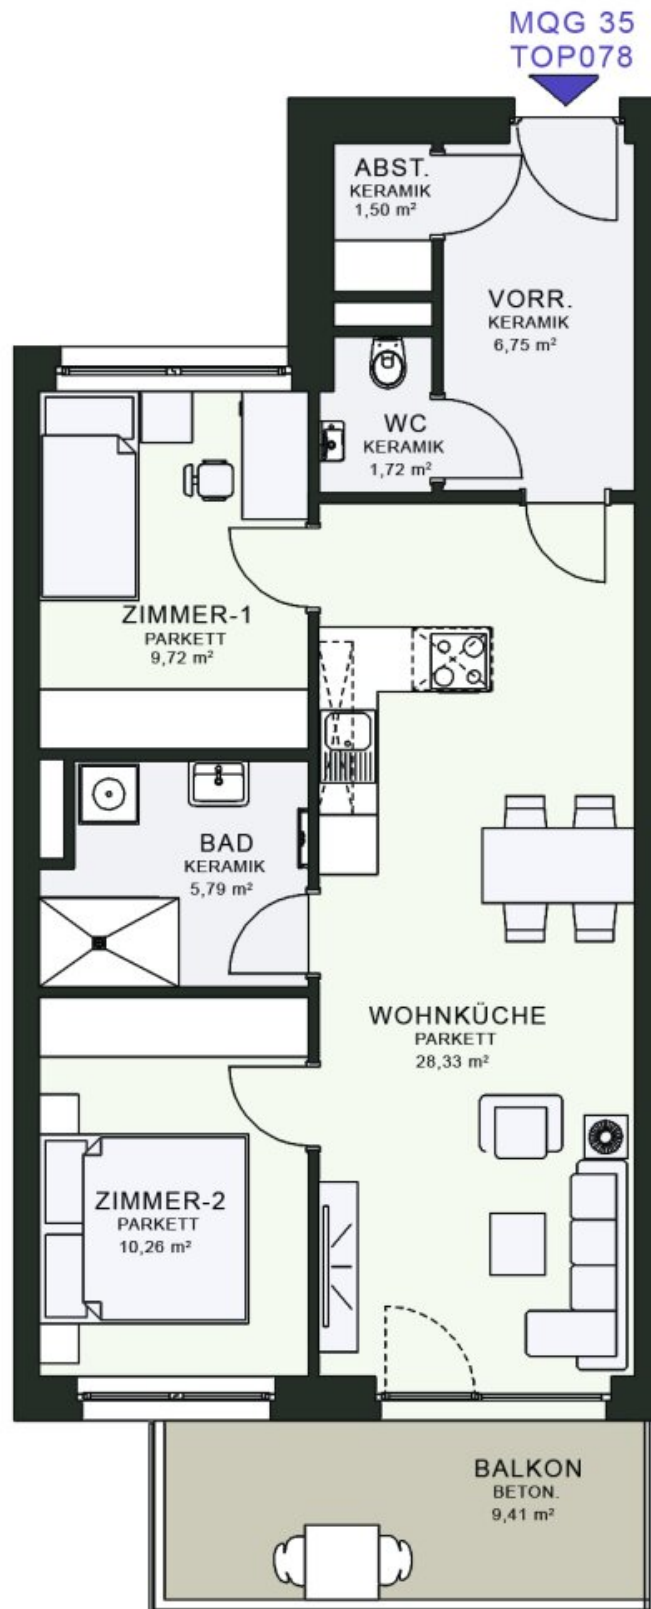 MQG 35
TOP078
ABST.
KERAMIK
1,50 m²
VORR.
KERAMIK
6,75 m²
WC
KERAMIK
1,72 m²
ZIMMER-1
PARKETT
9,72 m²
BAD
KERAMIK
5,79 m²
WOHNKÜCHE
PARKETT
28,33 m²
ZIMMER-2
PARKETT
10,26 m²
BALKON
BETON.
9,41 m²